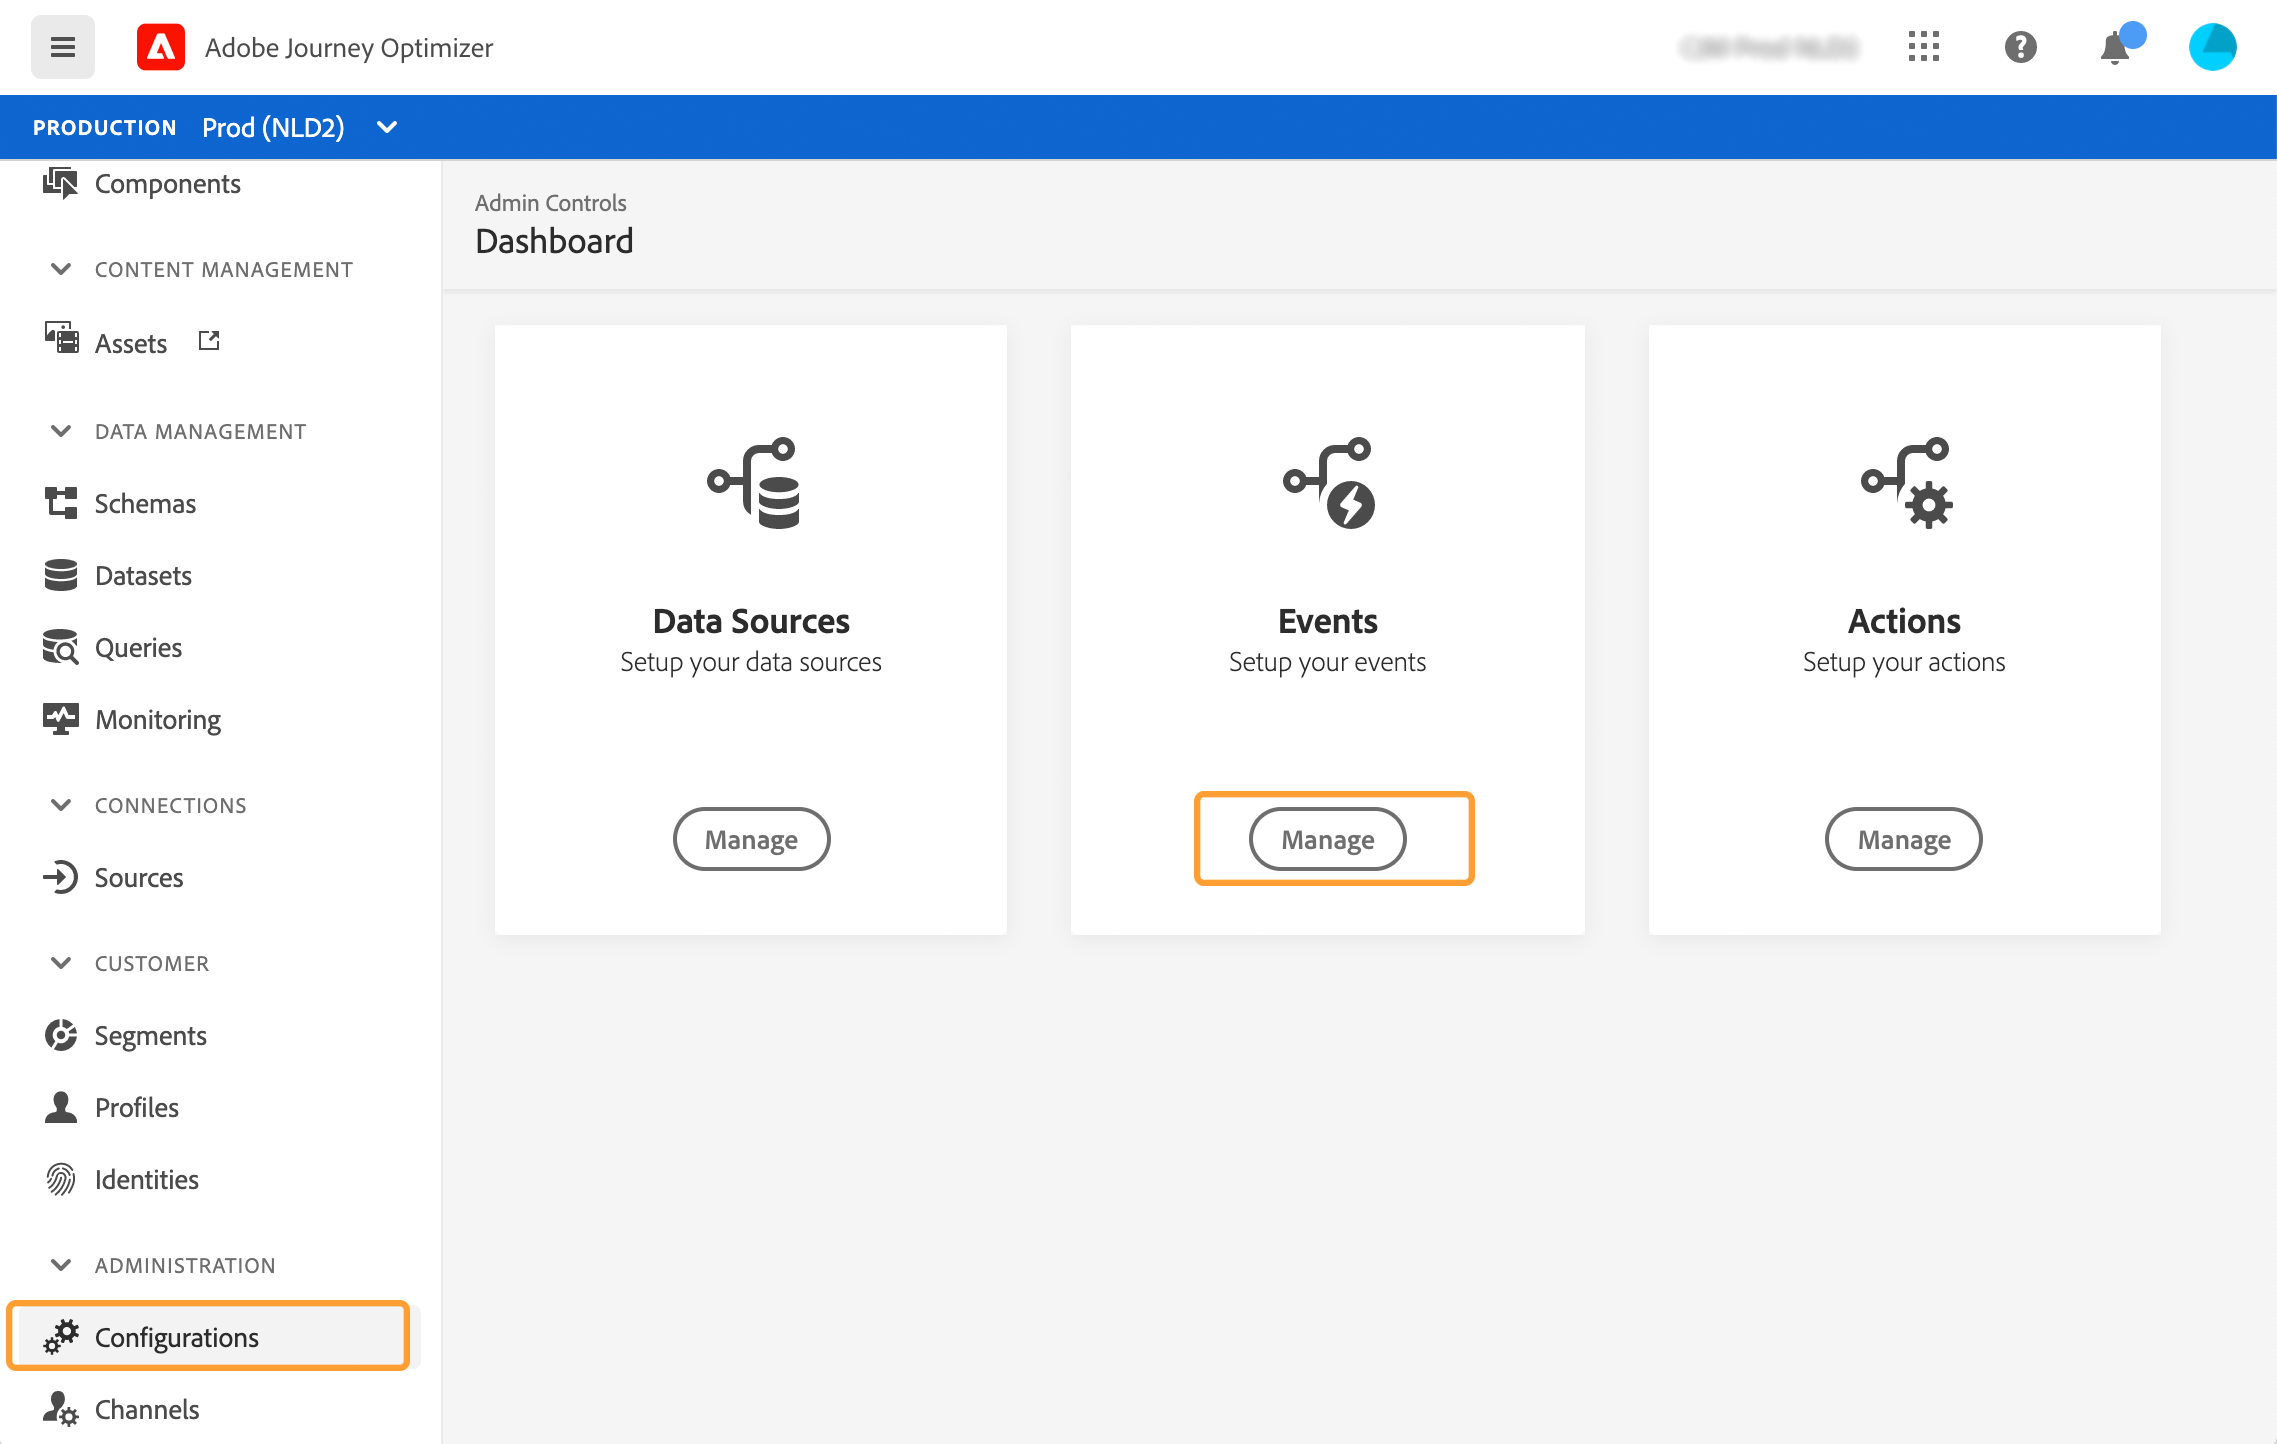 Adobe Journey Optimizer
PRODUCTION Prod (NLD2)
Components
CONTENT MANAGEMENT
Assets
DATA MANAGEMENT
Schemas
Datasets
Queries
Monitoring
CONNECTIONS
Sources
CUSTOMER
Segments
Profiles
Identities
ADMINISTRATION
Configurations
Channels
Admin Controls
Dashboard
Data Sources
Setup your data sources
Manage
Events
Setup your events
Manage
Actions
Setup your actions
Manage